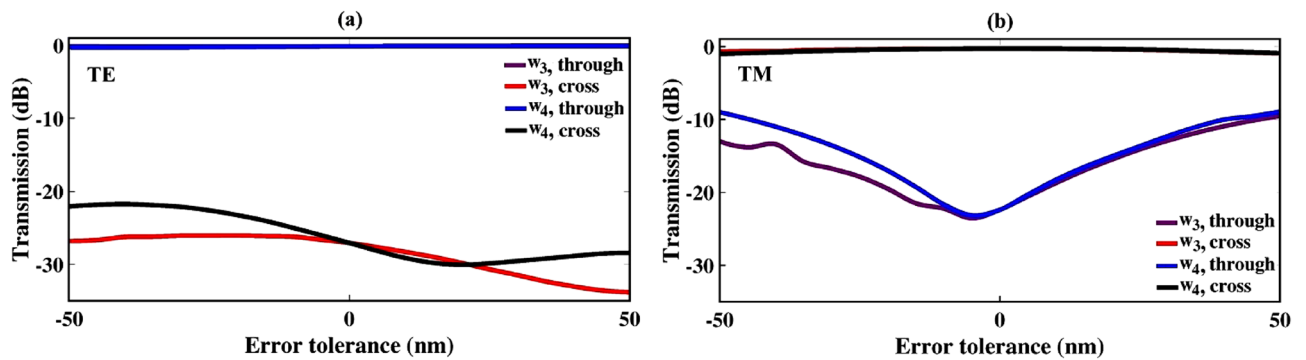 (a)
0
-10
-20
-30
-50
0
50
Transmission (dB)
Error tolerance (nm)
TE
w3, through
w3, cross
w4, through
w4, cross
(b)
0
-10
-20
-30
-50
0
50
Transmission (dB)
Error tolerance (nm)
TM
w3, through
w3, cross
w4, through
w4, cross